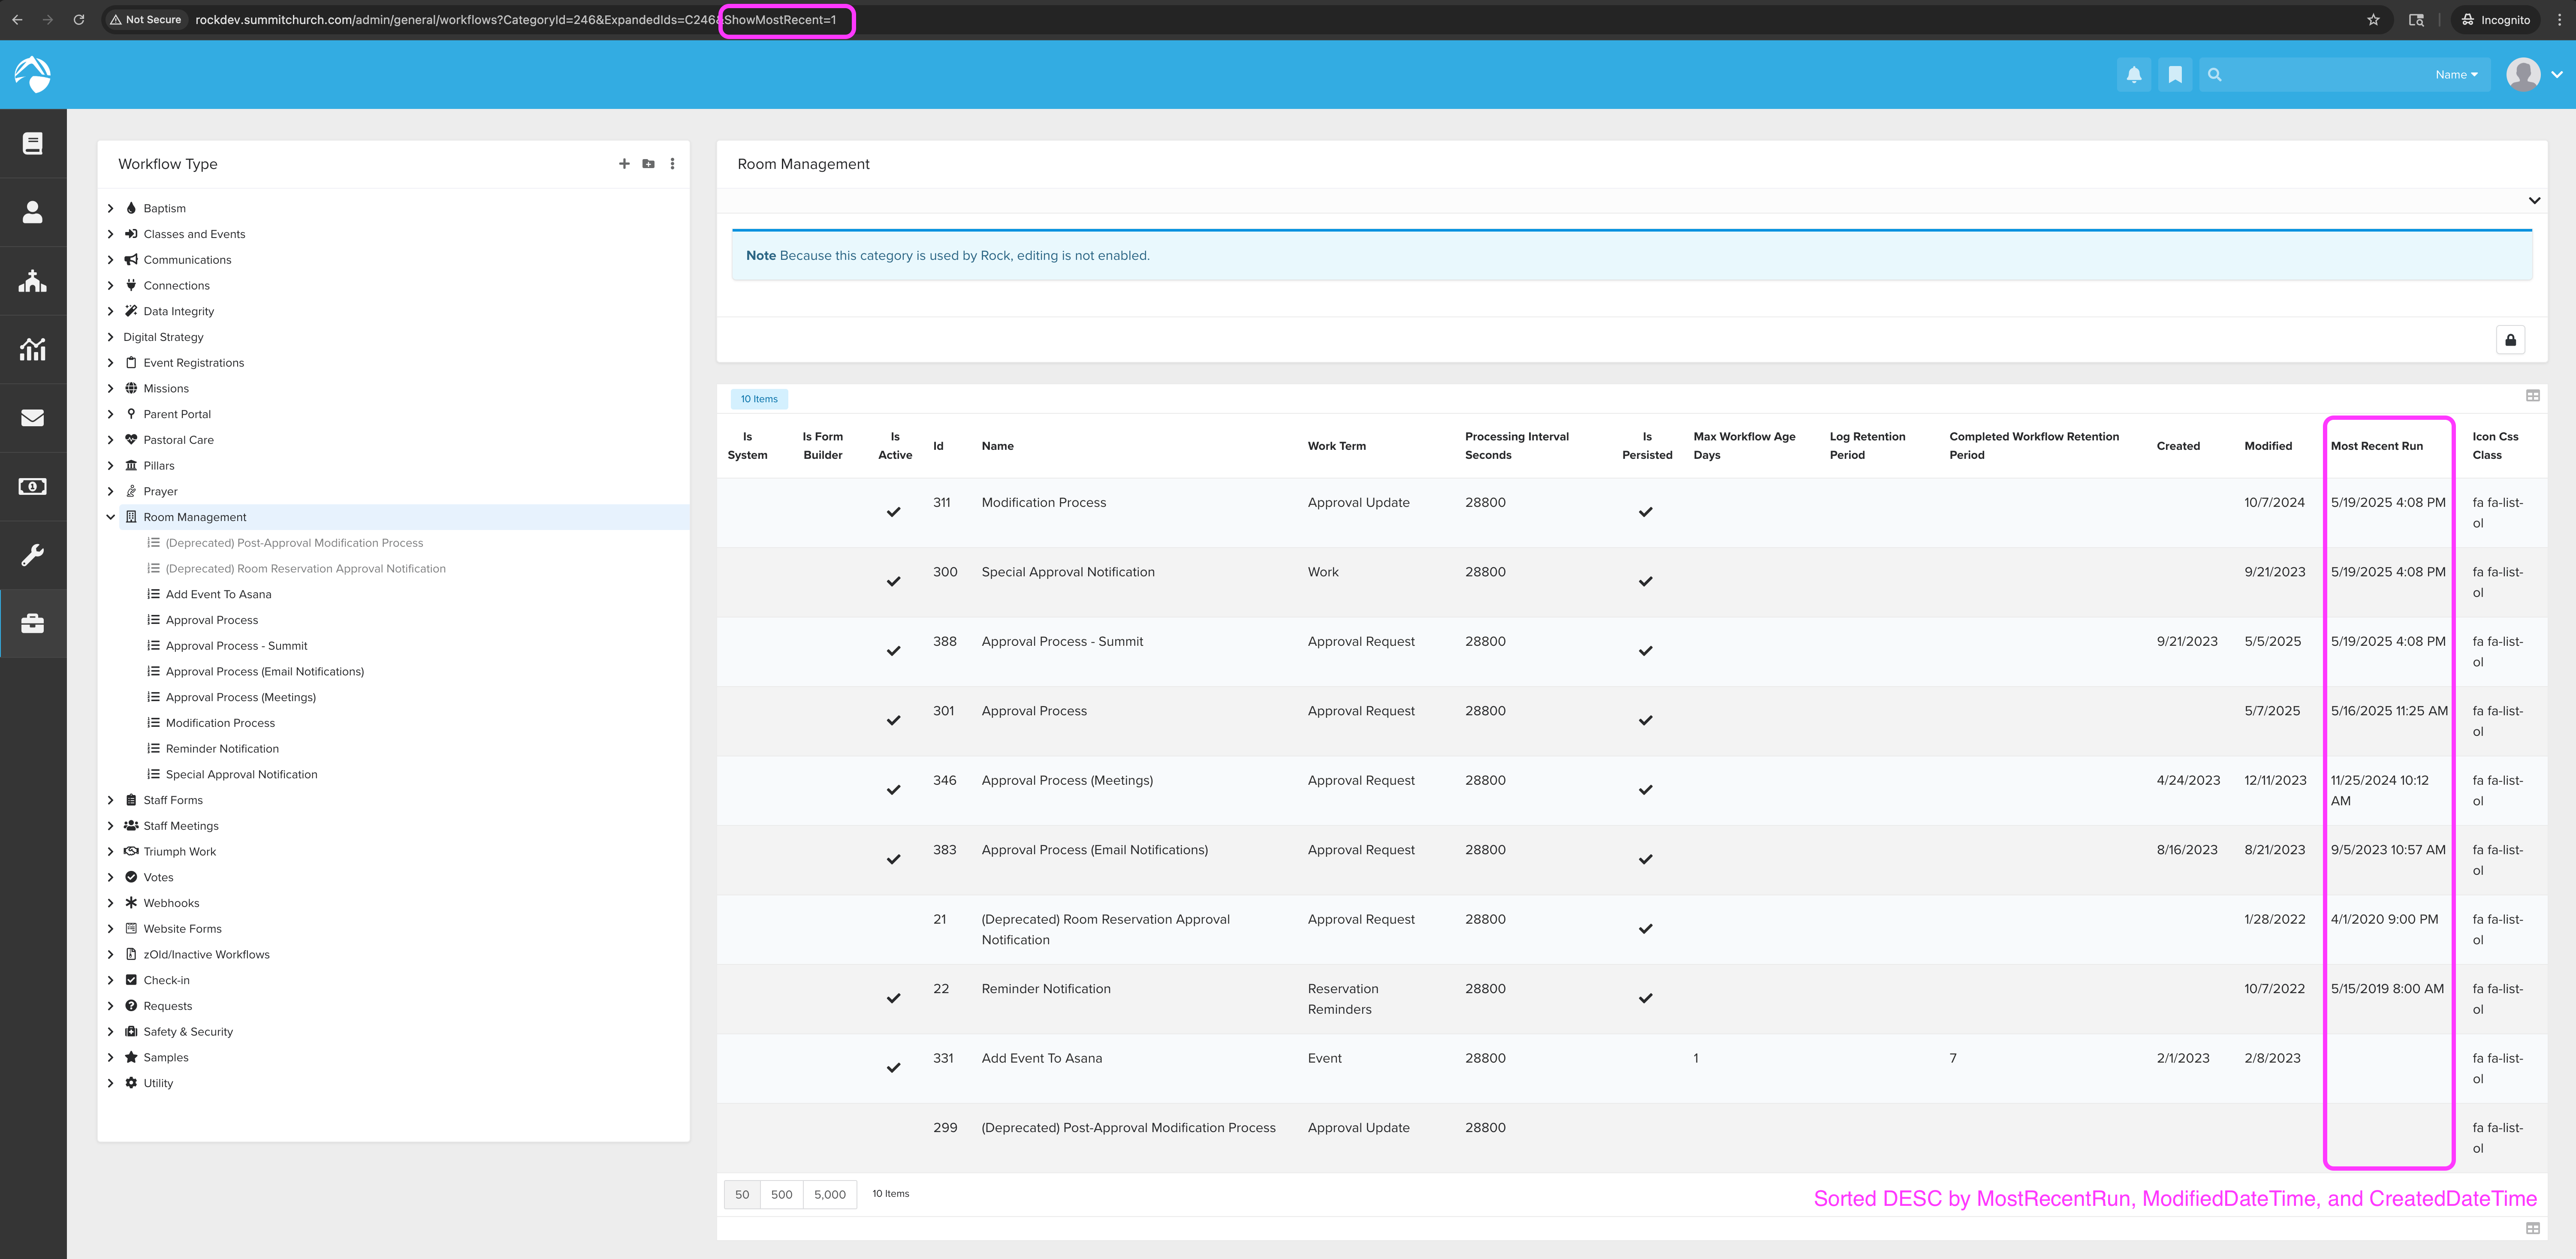 Not Secure rockdev.summitchurch.com/admin/general/workflows?CategoryId=246&ExpandedIds=C246&ShowMostRecent=1 Incognito
Name
Workflow Type
Baptism
Classes and Events
Communications
Connections
Data Integrity
Digital Strategy
Event Registrations
Missions
Parent Portal
Pastoral Care
Pillars
Prayer
Room Management
(Deprecated) Post-Approval Modification Process
(Deprecated) Room Reservation Approval Notification
Add Event To Asana
Approval Process
Approval Process - Summit
Approval Process (Email Notifications)
Approval Process (Meetings)
Modification Process
Reminder Notification
Special Approval Notification
Staff Forms
Staff Meetings
Triumph Work
Votes
Webhooks
Website Forms
zOld/Inactive Workflows
Check-in
Requests
Safety & Security
Samples
Utility
Room Management
Note Because this category is used by Rock, editing is not enabled.
10 Items
Is System Is Form Builder Is Active Id Name Work Term Processing Interval Seconds Is Persisted Max Workflow Age Days Log Retention Period Completed Workflow Retention Period Created Modified Most Recent Run Icon Css Class
311 Modification Process Approval Update 28800 10/7/2024 5/19/2025 4:08 PM fa fa-list-ol
300 Special Approval Notification Work 28800 9/21/2023 5/19/2025 4:08 PM fa fa-list-ol
388 Approval Process - Summit Approval Request 28800 9/21/2023 5/5/2025 5/19/2025 4:08 PM fa fa-list-ol
301 Approval Process Approval Request 28800 5/7/2025 5/16/2025 11:25 AM fa fa-list-ol
346 Approval Process (Meetings) Approval Request 28800 4/24/2023 12/11/2023 11/25/2024 10:12 AM fa fa-list-ol
383 Approval Process (Email Notifications) Approval Request 28800 8/16/2023 8/21/2023 9/5/2023 10:57 AM fa fa-list-ol
21 (Deprecated) Room Reservation Approval Notification Approval Request 28800 1/28/2022 4/1/2020 9:00 PM fa fa-list-ol
22 Reminder Notification Reservation Reminders 28800 10/7/2022 5/15/2019 8:00 AM fa fa-list-ol
331 Add Event To Asana Event 28800 1 7 2/1/2023 2/8/2023 fa fa-list-ol
299 (Deprecated) Post-Approval Modification Process Approval Update 28800 fa fa-list-ol
50 500 5,000 10 Items
Sorted DESC by MostRecentRun, ModifiedDateTime, and CreatedDateTime